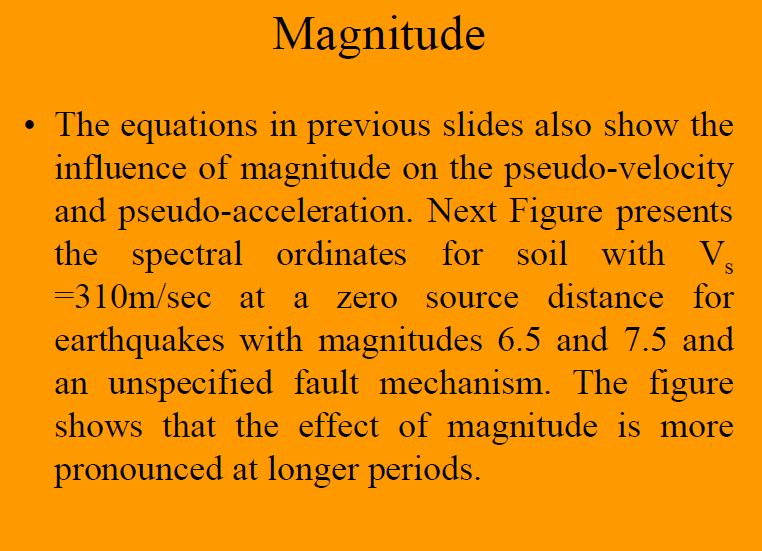 Magnitude
• The equations in previous slides also show the
influence of magnitude on the pseudo-velocity
and pseudo-acceleration. Next Figure presents
the spectral ordinates for soil with Vs
=310m/sec at a zero source distance for
earthquakes with magnitudes 6.5 and 7.5 and
an unspecified fault mechanism. The figure
shows that the effect of magnitude is more
pronounced at longer periods.